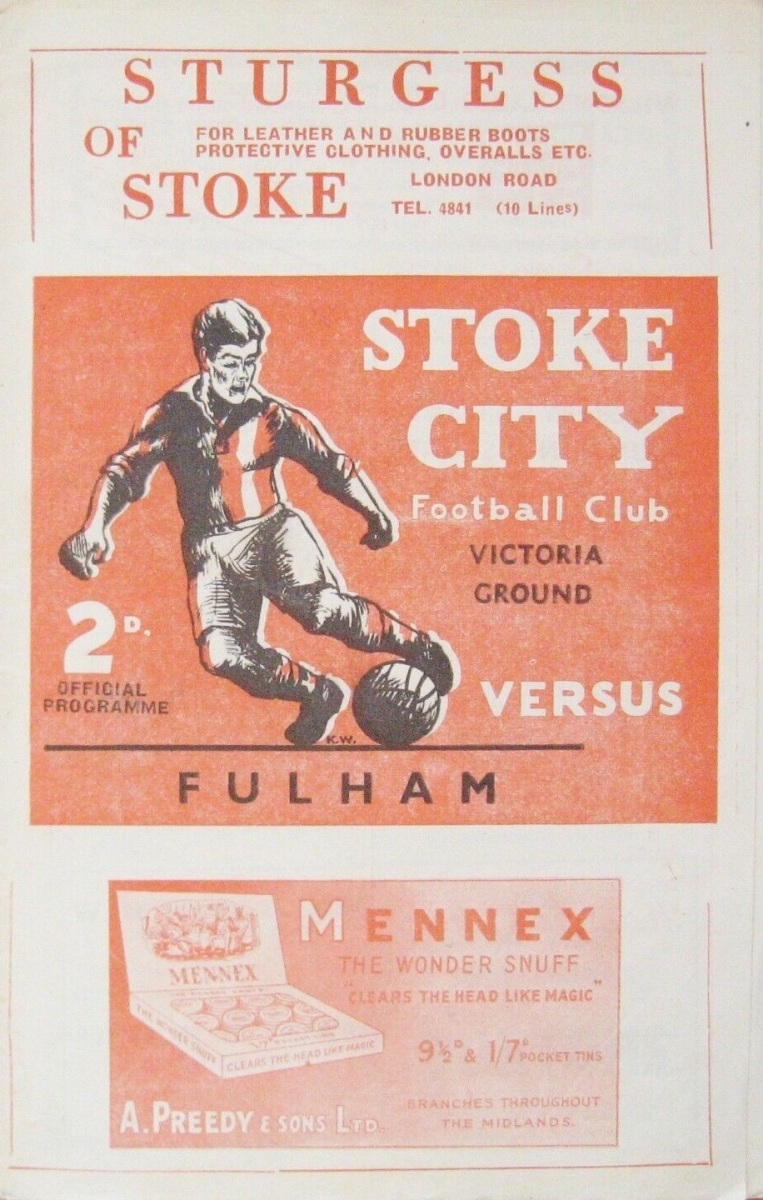 STURGESS
OF
FOR LEATHER AND RUBBER BOOTS
PROTECTIVE CLOTHING, OVERALLS ETC.
STOKE
LONDON ROAD
TEL. 4841 (10 Lines)
STOKE
CITY
Football Club
VICTORIA
GROUND
2D.
OFFICIAL
PROGRAMME
VERSUS
K.W.
FULHAM
MENNEX
THE WONDER SNUFF
"CLEARS THE HEAD LIKE MAGIC"
MENNEX
THE WONDER SNUFF
CLEARS THE HEAD LIKE MAGIC
9½D & 1/7D POCKET TINS
A. PREEDY & SONS LTD.
BRANCHES THROUGHOUT
THE MIDLANDS.